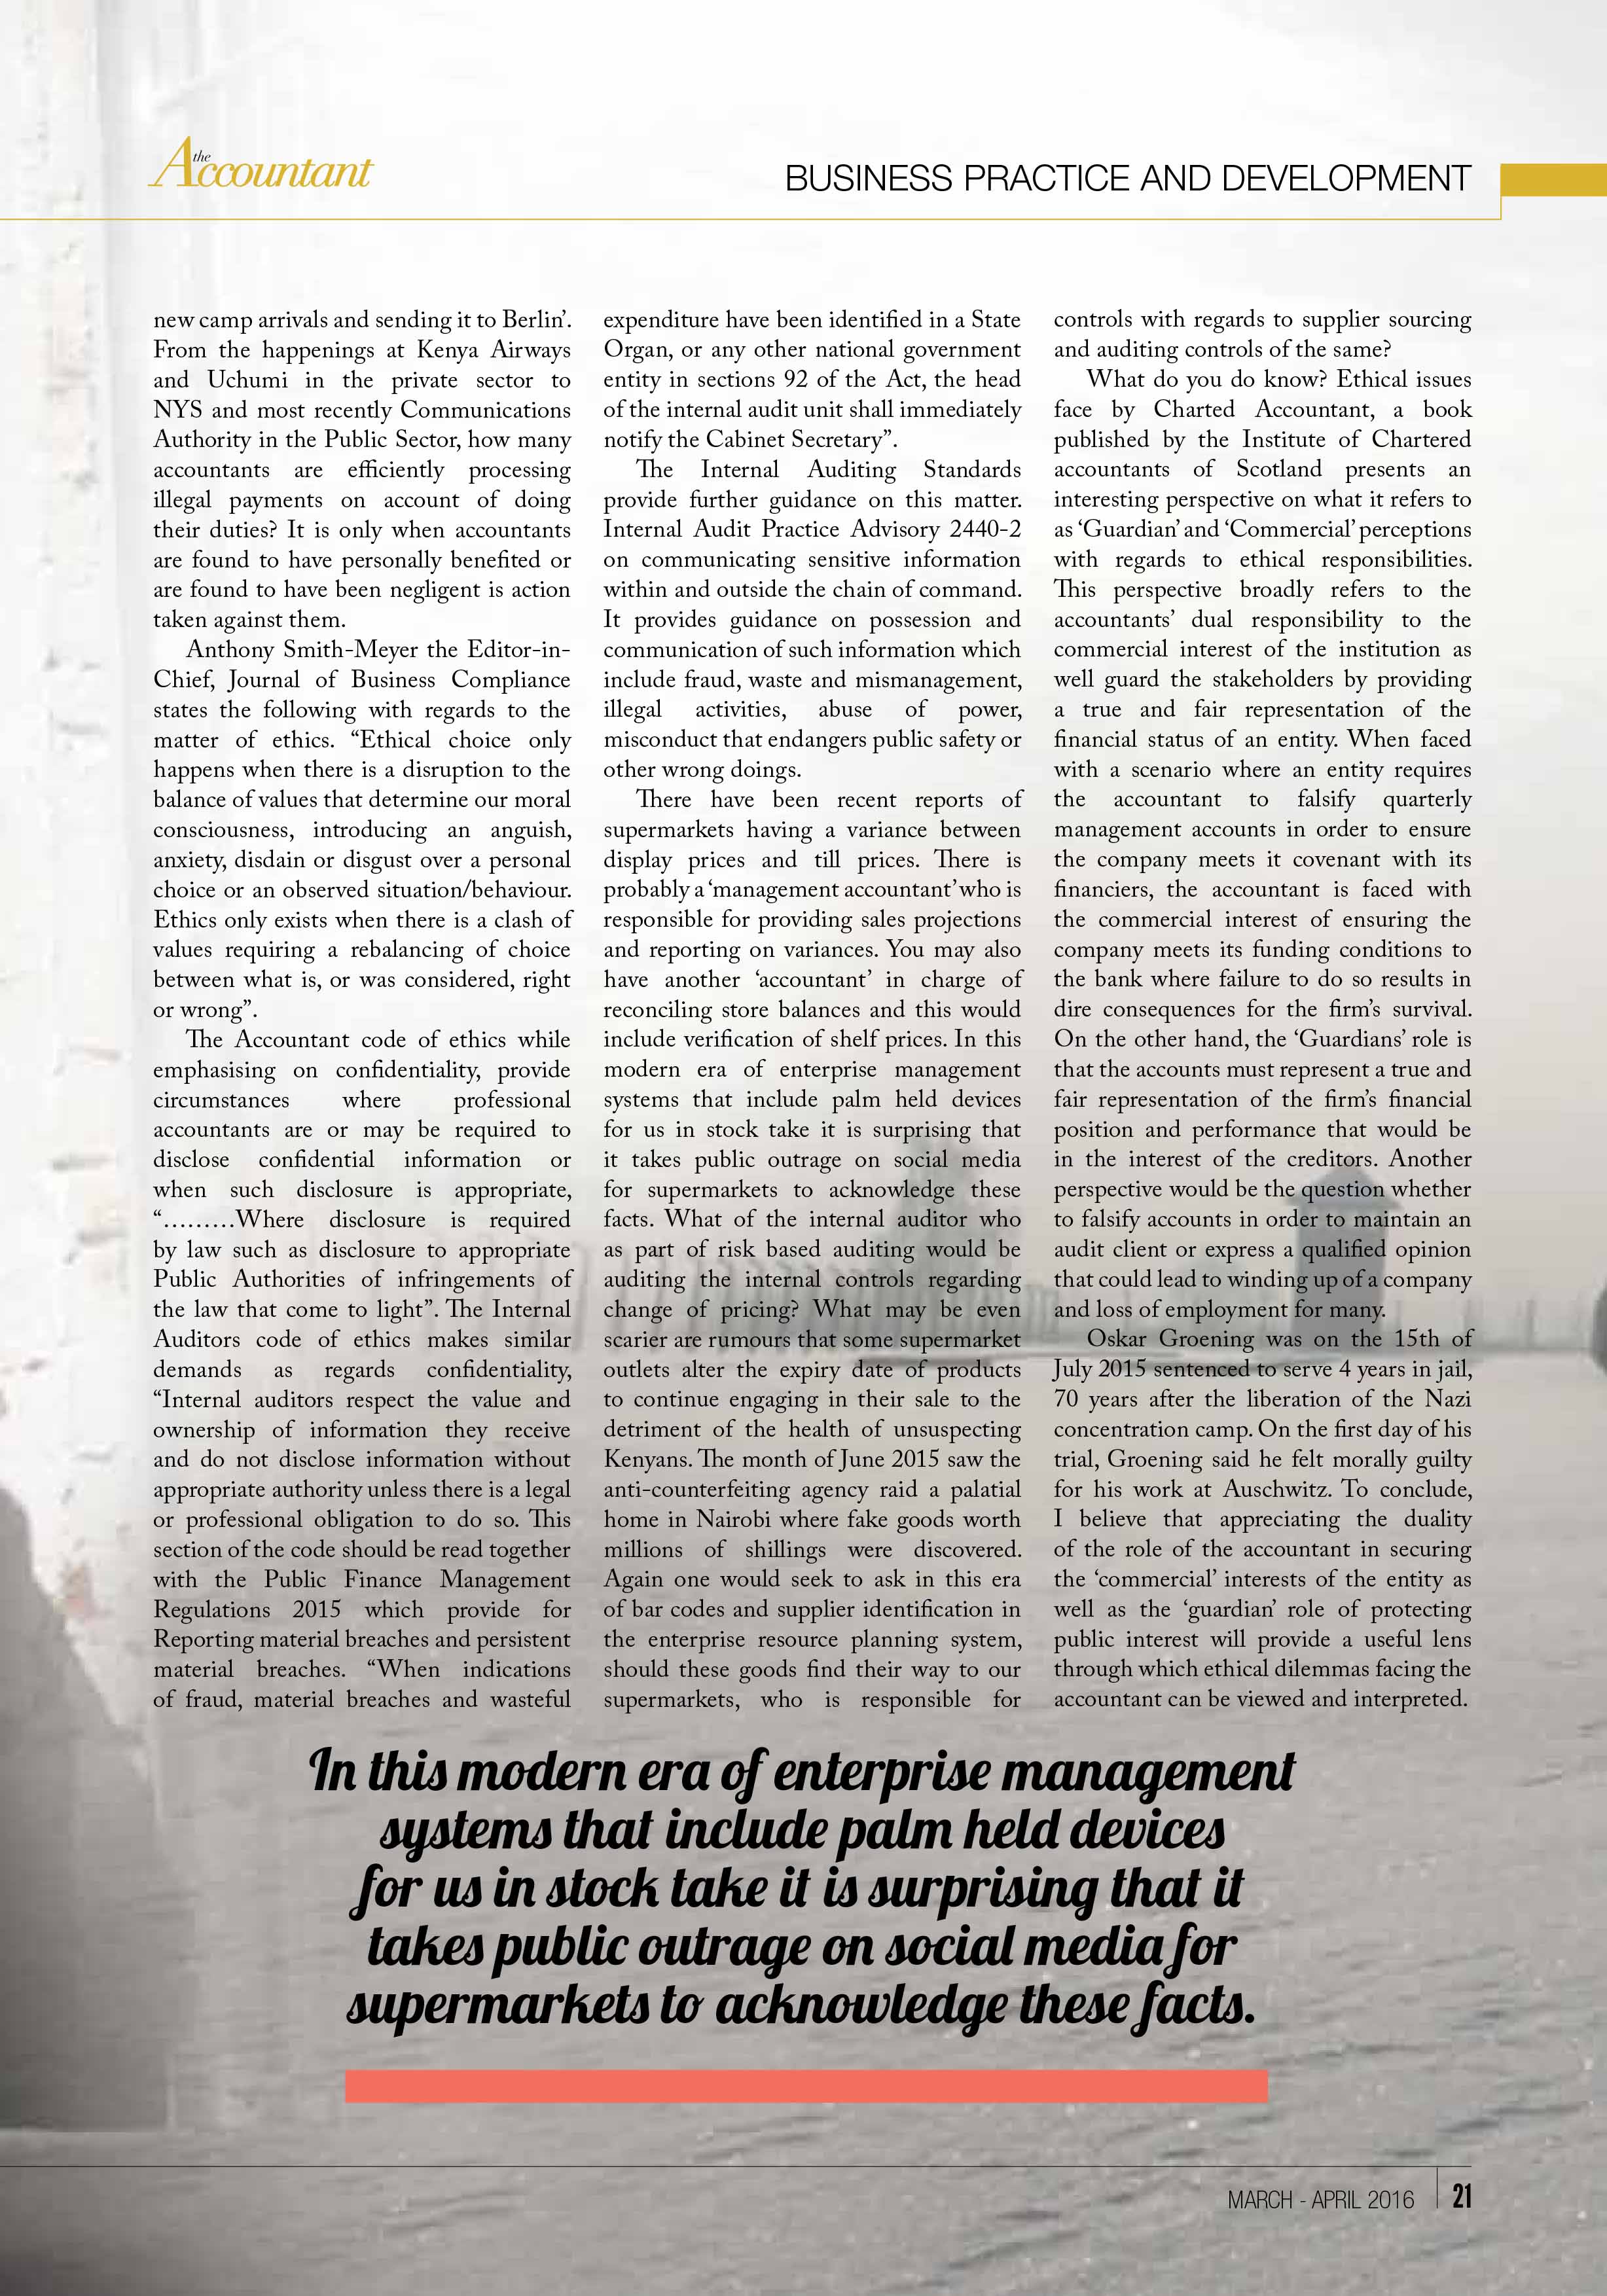 the
Accountant
BUSINESS PRACTICE AND DEVELOPMENT
new camp arrivals and sending it to Berlin’.
From the happenings at Kenya Airways
and Uchumi in the private sector to
NYS and most recently Communications
Authority in the Public Sector, how many
accountants are efficiently processing
illegal payments on account of doing
their duties? It is only when accountants
are found to have personally benefited or
are found to have been negligent is action
taken against them.
Anthony Smith-Meyer the Editor-in-
Chief, Journal of Business Compliance
states the following with regards to the
matter of ethics. “Ethical choice only
happens when there is a disruption to the
balance of values that determine our moral
consciousness, introducing an anguish,
anxiety, disdain or disgust over a personal
choice or an observed situation/behaviour.
Ethics only exists when there is a clash of
values requiring a rebalancing of choice
between what is, or was considered, right
or wrong”.
The Accountant code of ethics while
emphasising on confidentiality, provide
circumstances where professional
accountants are or may be required to
disclose confidential information or
when such disclosure is appropriate,
“………Where disclosure is required
by law such as disclosure to appropriate
Public Authorities of infringements of
the law that come to light”. The Internal
Auditors code of ethics makes similar
demands as regards confidentiality,
“Internal auditors respect the value and
ownership of information they receive
and do not disclose information without
appropriate authority unless there is a legal
or professional obligation to do so. This
section of the code should be read together
with the Public Finance Management
Regulations 2015 which provide for
Reporting material breaches and persistent
material breaches. “When indications
of fraud, material breaches and wasteful
expenditure have been identified in a State
Organ, or any other national government
entity in sections 92 of the Act, the head
of the internal audit unit shall immediately
notify the Cabinet Secretary”.
The Internal Auditing Standards
provide further guidance on this matter.
Internal Audit Practice Advisory 2440-2
on communicating sensitive information
within and outside the chain of command.
It provides guidance on possession and
communication of such information which
include fraud, waste and mismanagement,
illegal activities, abuse of power,
misconduct that endangers public safety or
other wrong doings.
There have been recent reports of
supermarkets having a variance between
display prices and till prices. There is
probably a ‘management accountant’ who is
responsible for providing sales projections
and reporting on variances. You may also
have another ‘accountant’ in charge of
reconciling store balances and this would
include verification of shelf prices. In this
modern era of enterprise management
systems that include palm held devices
for us in stock take it is surprising that
it takes public outrage on social media
for supermarkets to acknowledge these
facts. What of the internal auditor who
as part of risk based auditing would be
auditing the internal controls regarding
change of pricing? What may be even
scarier are rumours that some supermarket
outlets alter the expiry date of products
to continue engaging in their sale to the
detriment of the health of unsuspecting
Kenyans. The month of June 2015 saw the
anti-counterfeiting agency raid a palatial
home in Nairobi where fake goods worth
millions of shillings were discovered.
Again one would seek to ask in this era
of bar codes and supplier identification in
the enterprise resource planning system,
should these goods find their way to our
supermarkets, who is responsible for
controls with regards to supplier sourcing
and auditing controls of the same?
What do you do know? Ethical issues
face by Charted Accountant, a book
published by the Institute of Chartered
accountants of Scotland presents an
interesting perspective on what it refers to
as ‘Guardian’ and ‘Commercial’ perceptions
with regards to ethical responsibilities.
This perspective broadly refers to the
accountants’ dual responsibility to the
commercial interest of the institution as
well guard the stakeholders by providing
a true and fair representation of the
financial status of an entity. When faced
with a scenario where an entity requires
the accountant to falsify quarterly
management accounts in order to ensure
the company meets it covenant with its
financiers, the accountant is faced with
the commercial interest of ensuring the
company meets its funding conditions to
the bank where failure to do so results in
dire consequences for the firm’s survival.
On the other hand, the ‘Guardians’ role is
that the accounts must represent a true and
fair representation of the firm’s financial
position and performance that would be
in the interest of the creditors. Another
perspective would be the question whether
to falsify accounts in order to maintain an
audit client or express a qualified opinion
that could lead to winding up of a company
and loss of employment for many.
Oskar Groening was on the 15th of
July 2015 sentenced to serve 4 years in jail,
70 years after the liberation of the Nazi
concentration camp. On the first day of his
trial, Groening said he felt morally guilty
for his work at Auschwitz. To conclude,
I believe that appreciating the duality
of the role of the accountant in securing
the ‘commercial’ interests of the entity as
well as the ‘guardian’ role of protecting
public interest will provide a useful lens
through which ethical dilemmas facing the
accountant can be viewed and interpreted.
In this modern era of enterprise management
systems that include palm held devices
for us in stock take it is surprising that it
takes public outrage on social media for
supermarkets to acknowledge these facts.
MARCH - APRIL 2016
21